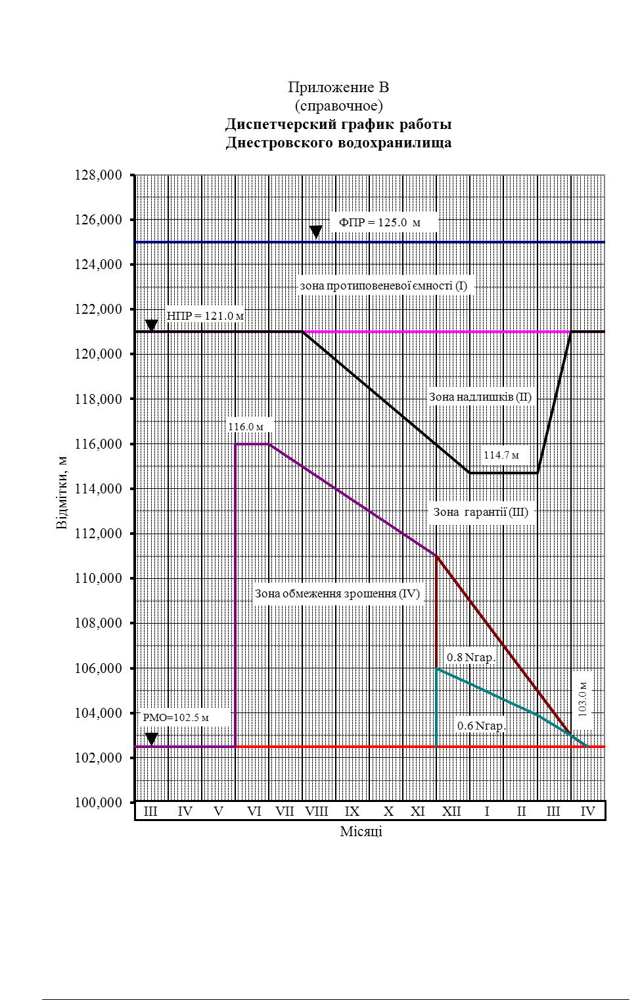 Приложение В
(справочное)
Диспетчерский график работы
Днестровского водохранилища
128,000
126,000
ФПР = 125.0 м
124,000
зона протиповеневої ємності (I)
122,000
НПР = 121.0 м
120,000
118,000
Зона надлишків (II)
116.0 м
116,000
114.7 м
114,000
Зона гарантії (III)
112,000
110,000
Зона обмеження зрошення (IV)
108,000
0.8 Nгар.
106,000
103.0 м
104,000
РМО=102.5 м
0.6 Nгар.
102,000
100,000
Відмітки, м
III IV V VI VII VIII IX X XI XII I II III IV
Місяці